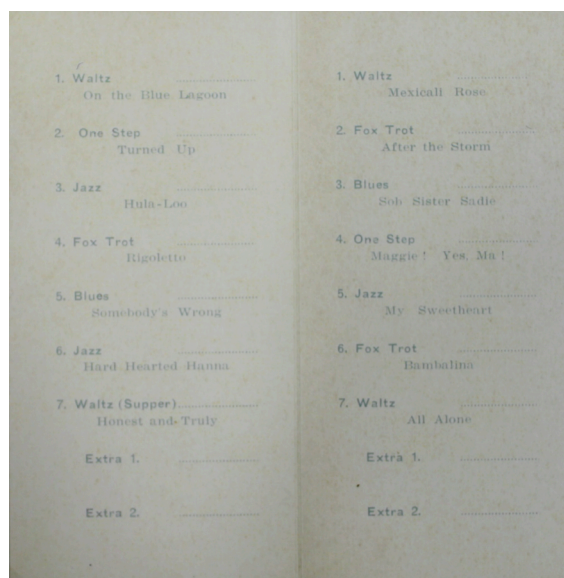 1. Waltz ........................
On the Blue Lagoon
2. One Step ........................
Turned Up
3. Jazz ........................
Hula-Loo
4. Fox Trot ........................
Rigoletto
5. Blues ........................
Somebody's Wrong
6. Jazz ........................
Hard Hearted Hanna
7. Waltz (Supper)........................
Honest and Truly
Extra 1. ........................
Extra 2. ........................
1. Waltz ........................
Mexicali Rose
2. Fox Trot ........................
After the Storm
3. Blues ........................
Sob Sister Sadie
4. One Step ........................
Maggie! Yes, Ma!
5. Jazz ........................
My Sweetheart
6. Fox Trot ........................
Bambalina
7. Waltz ........................
All Alone
Extra 1. ........................
Extra 2. ........................